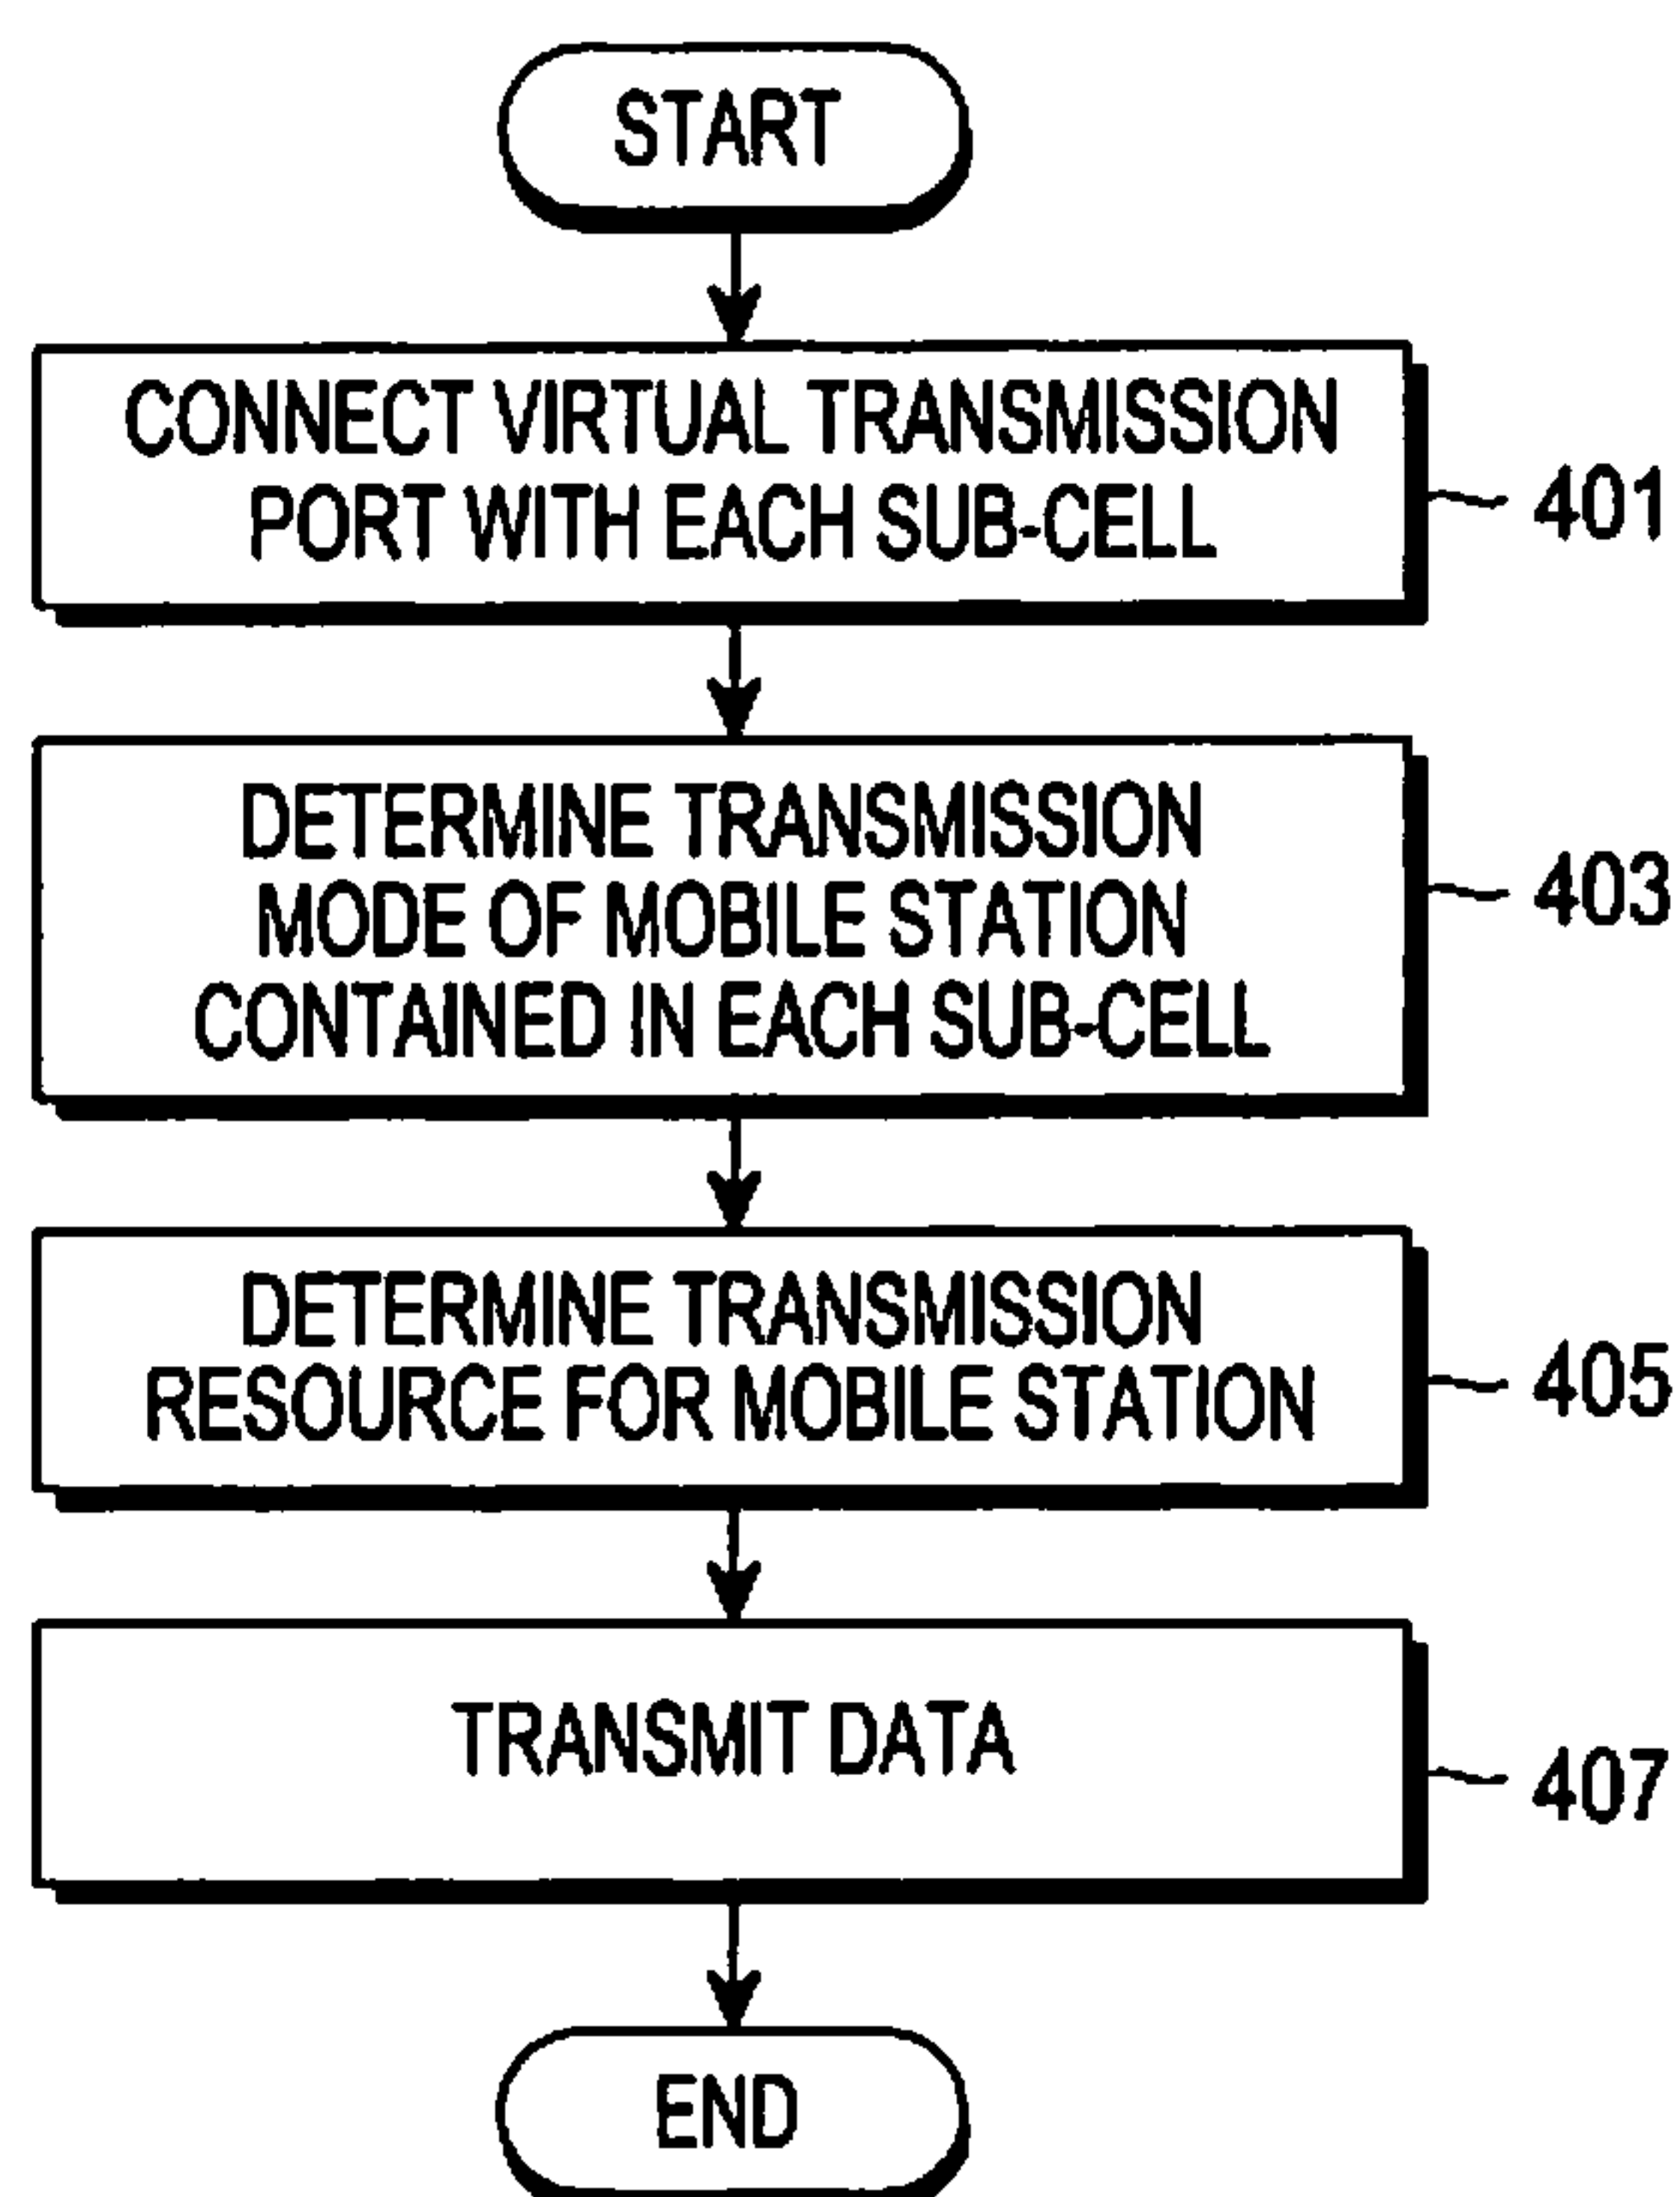 START
CONNECT VIRTUAL TRANSMISSION
PORT WITH EACH SUB-CELL
401
DETERMINE TRANSMISSION
MODE OF MOBILE STATION
CONTAINED IN EACH SUB-CELL
403
DETERMINE TRANSMISSION
RESOURCE FOR MOBILE STATION
405
TRANSMIT DATA
407
END